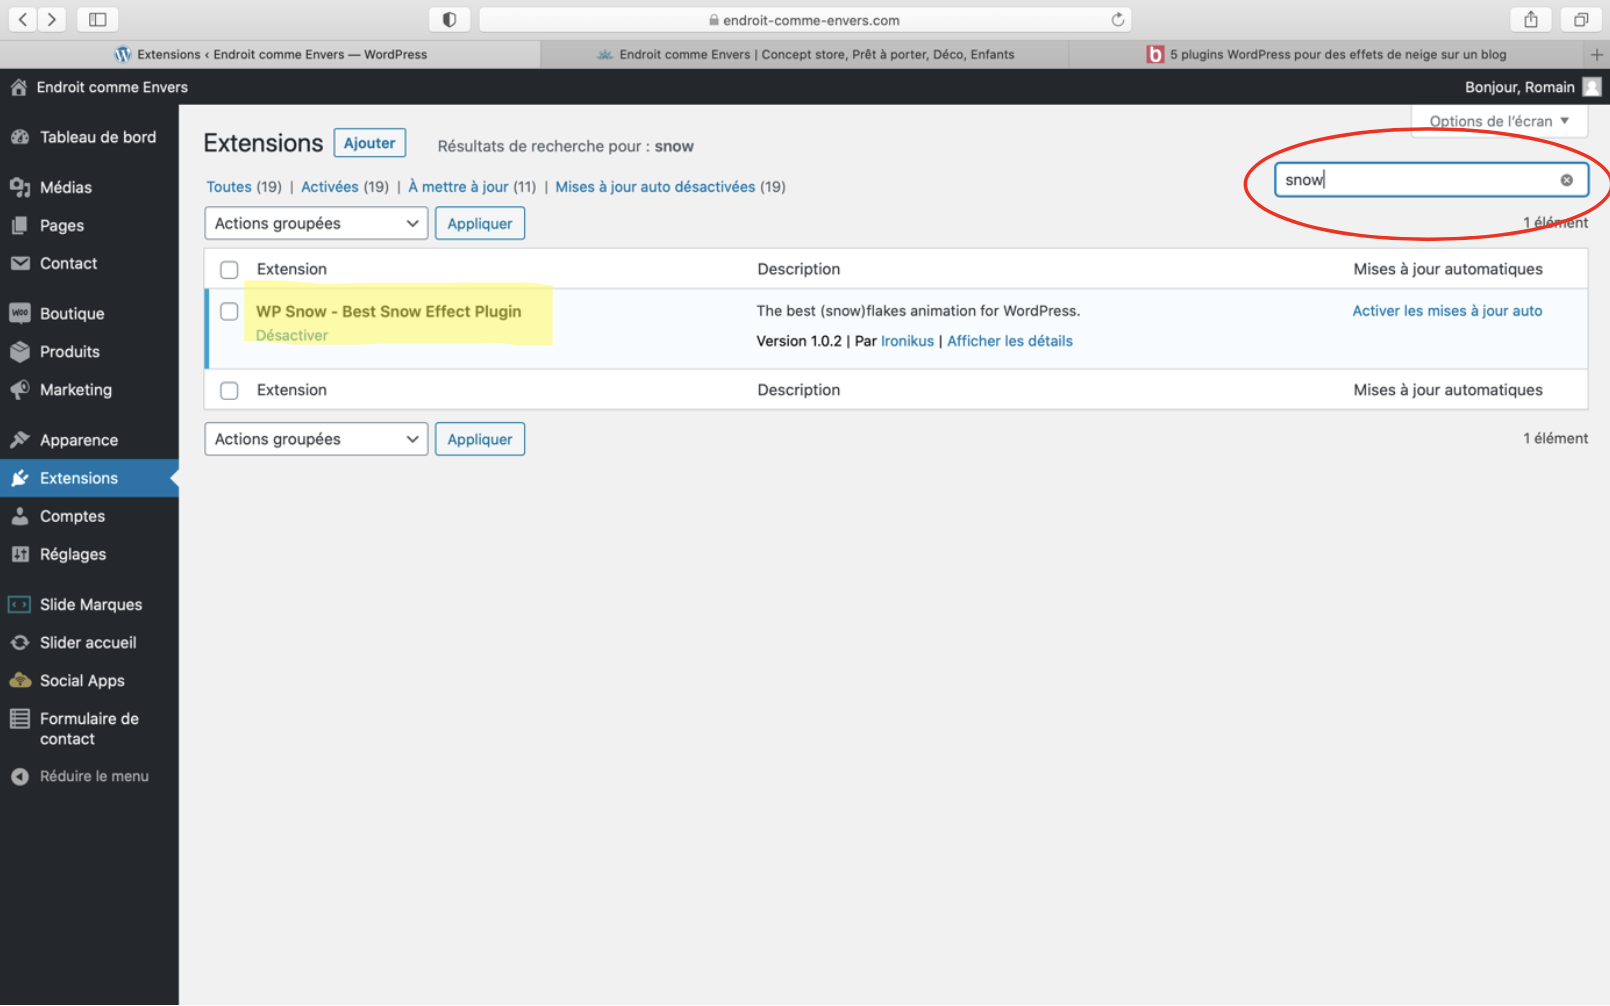 endroit-comme-envers.com
Extensions ‹ Endroit comme Envers — WordPress
Endroit comme Envers | Concept store, Prêt à porter, Déco, Enfants
b 5 plugins WordPress pour des effets de neige sur un blog
Endroit comme Envers
Bonjour, Romain
Options de l'écran ▼
Tableau de bord
Médias
Pages
Contact
Woo Boutique
Produits
Marketing
Apparence
Extensions
Comptes
Réglages
Slide Marques
Slider accueil
Social Apps
Formulaire de
contact
Réduire le menu
Extensions Ajouter Résultats de recherche pour : snow
snow
Toutes (19) | Activées (19) | À mettre à jour (11) | Mises à jour auto désactivées (19)
Actions groupées Appliquer
1 élément
Extension Description Mises à jour automatiques
WP Snow - Best Snow Effect Plugin
Désactiver
The best (snow)flakes animation for WordPress.
Version 1.0.2 | Par Ironikus | Afficher les détails
Activer les mises à jour auto
Extension Description Mises à jour automatiques
Actions groupées Appliquer
1 élément